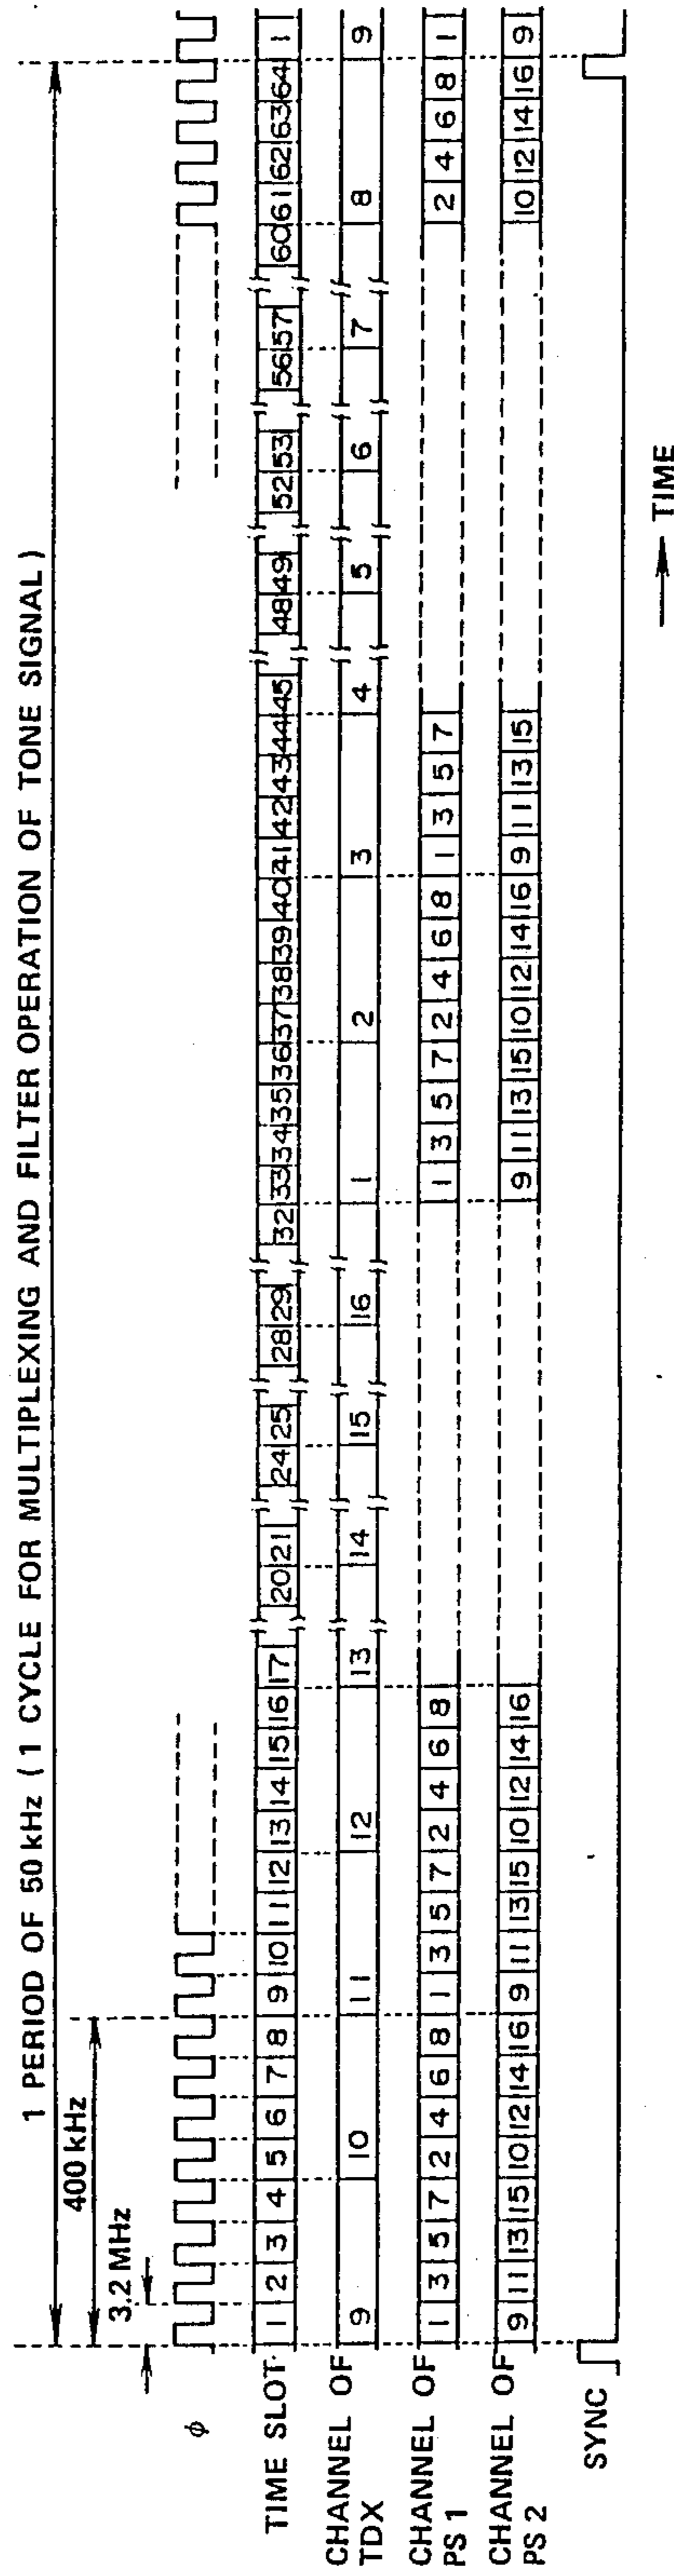 1 PERIOD OF 50 kHz ( 1 CYCLE FOR MULTIPLEXING AND FILTER OPERATION OF TONE SIGNAL )
400 kHz
3.2 MHz
φ
TIME SLOT 1 2 3 4 5 6 7 8 9 10 11 12 13 14 15 16 17 20 21 24 25 28 29 32 33 34 35 36 37 38 39 40 41 42 43 44 45 48 49 52 53 56 57 60 61 62 63 64 1
CHANNEL OF TDX 9 10 11 12 13 14 15 16 1 2 3 4 5 6 7 8 9
CHANNEL OF PS 1 1 3 5 7 2 4 6 8 1 3 5 7 2 4 6 8 1 3 5 7 2 4 6 8 1 3 5 7 2 4 6 8 1
CHANNEL OF PS 2 9 11 13 15 10 12 14 16 9 11 13 15 10 12 14 16 9 11 13 15 10 12 14 16 9 11 13 15 10 12 14 16 9
SYNC
TIME